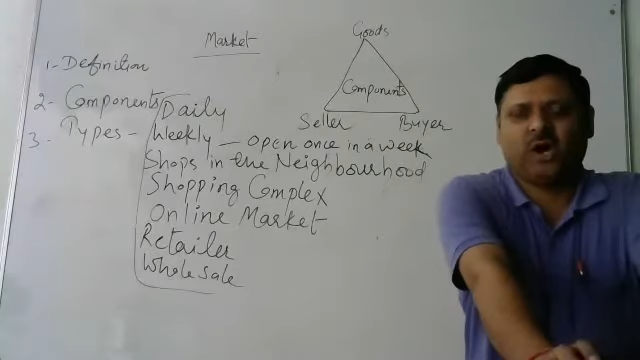 Market
Goods
Components
Seller
Buyer
1-Definition
2- Components
3- Types -
Daily
Weekly - open once in a week
Shops in the Neighbourhood
Shopping Complex
Online Market
Retailer
Wholesale